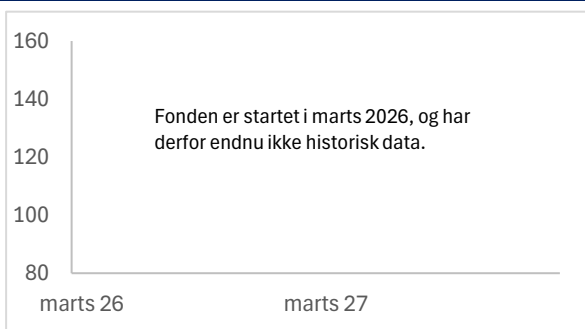 160
140
Fonden er startet i marts 2026, og har
derfor endnu ikke historisk data.
120
100
80
marts 26 marts 27